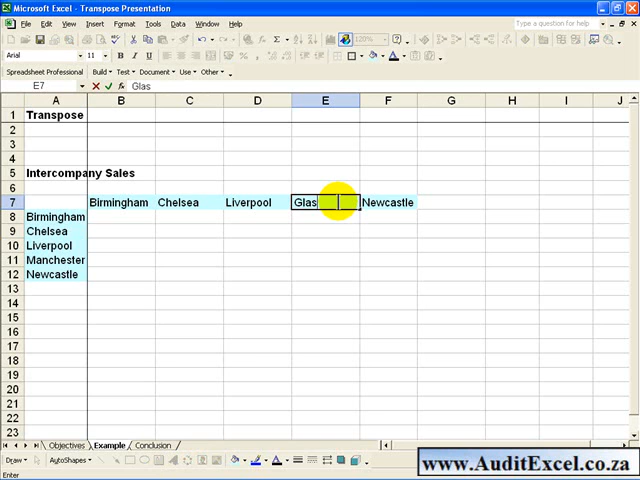 Microsoft Excel - Transpose Presentation
File Edit View Insert Format Tools Data Window Help
Type a question for help
120%
Arial 11 B I U
Spreadsheet Professional Build Test Document Use Other
E7 Glas
A B C D E F G H I J
1 Transpose
2
3
4
5 Intercompany Sales
6
7 Birmingham Chelsea Liverpool Glas Newcastle
8 Birmingham
9 Chelsea
10 Liverpool
11 Manchester
12 Newcastle
13
14
15
16
17
18
19
20
21
22
23
Objectives Example Conclusion
Draw AutoShapes
Enter
www.AuditExcel.co.za